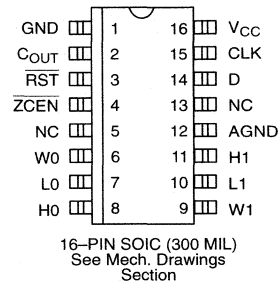 GND 1 16 VCC
COUT 2 15 CLK
RST 3 14 D
ZCEN 4 13 NC
NC 5 12 AGND
W0 6 11 H1
L0 7 10 L1
H0 8 9 W1
16–PIN SOIC (300 MIL)
See Mech. Drawings
Section